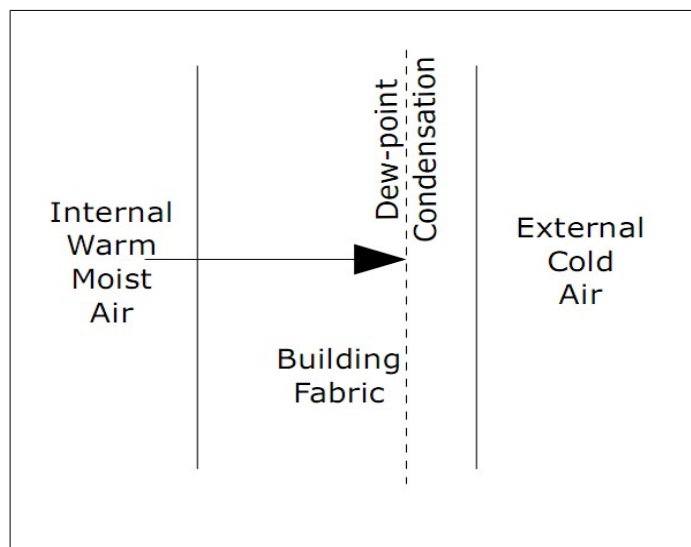 Internal
Warm
Moist
Air
Dew-point
Condensation
Building
Fabric
External
Cold
Air